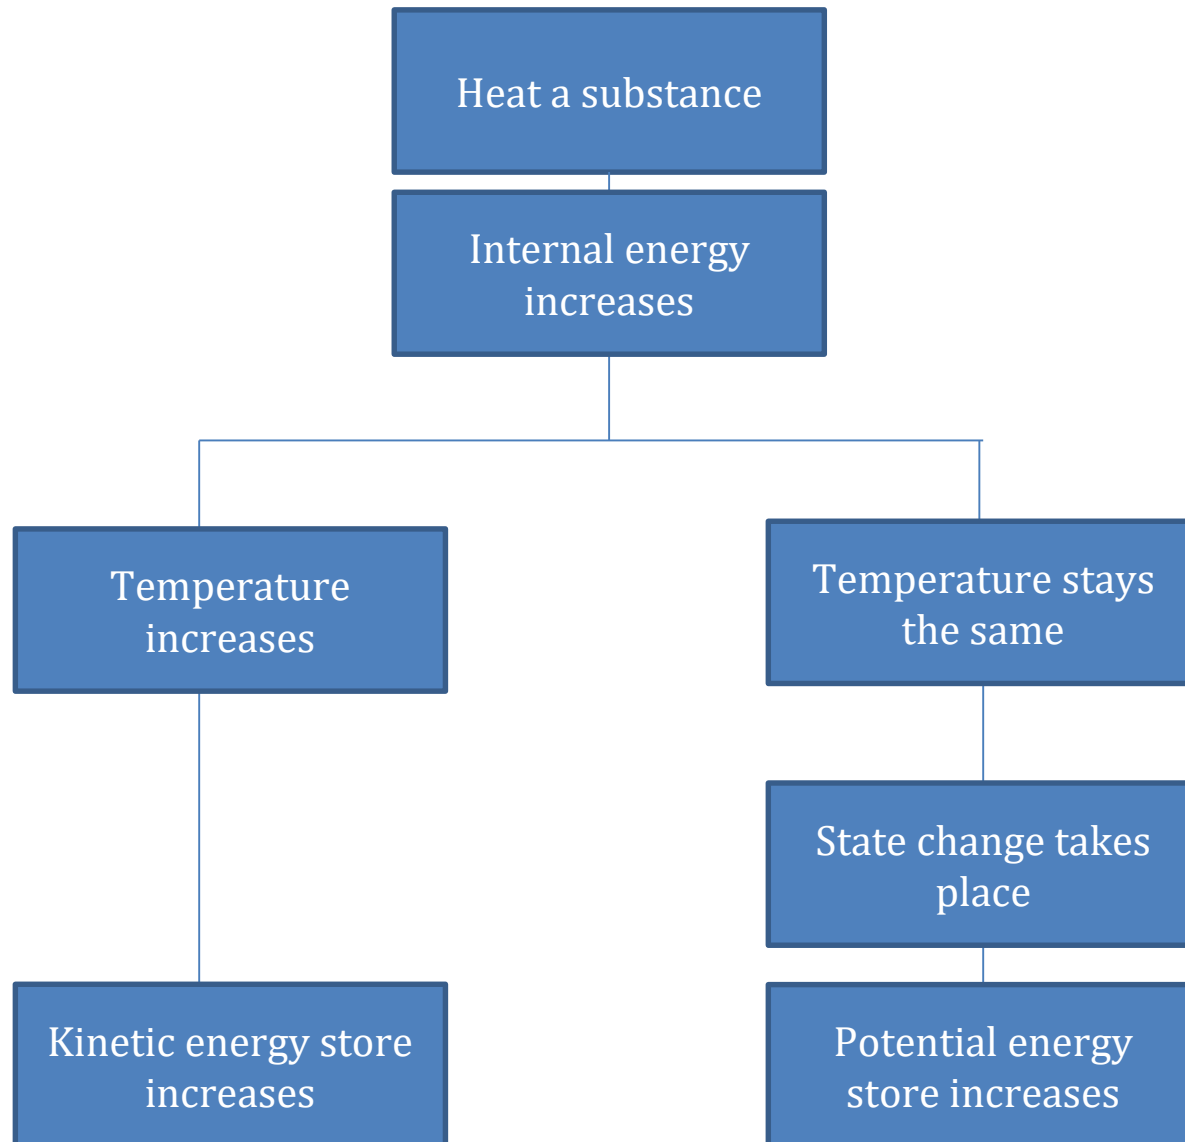 Heat a substance
Internal energy
increases
Temperature
increases
Temperature stays
the same
State change takes
place
Kinetic energy store
increases
Potential energy
store increases